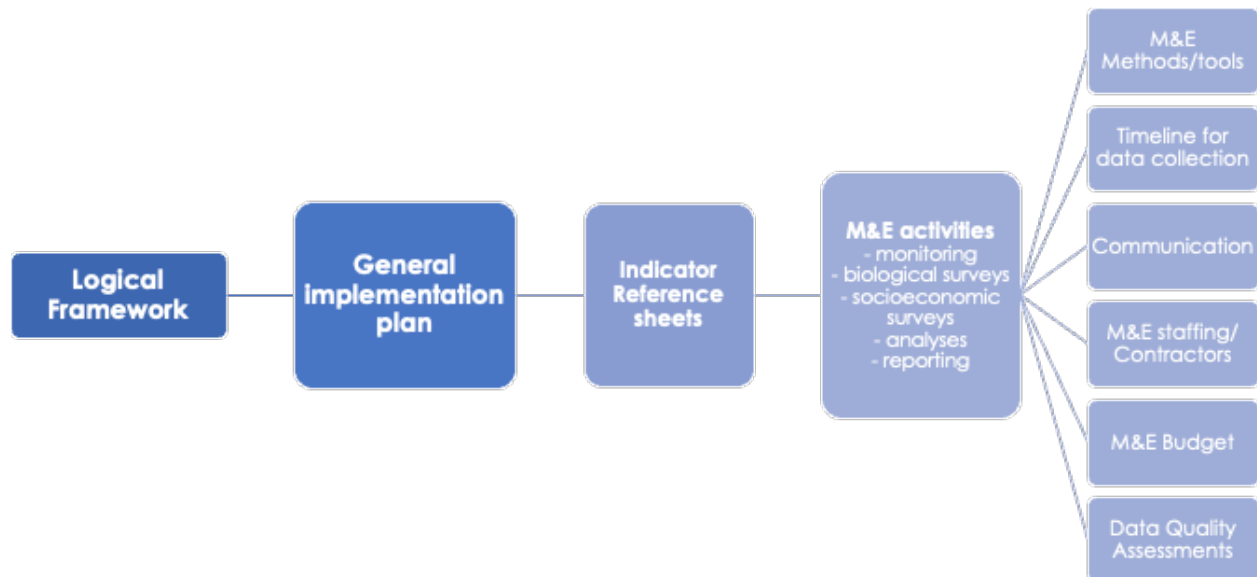 Logical
Framework
General
implementation
plan
Indicator
Reference
sheets
M&E activities
- monitoring
- biological surveys
- socioeconomic
surveys
- analyses
- reporting
M&E
Methods/tools
Timeline for
data collection
Communication
M&E staffing/
Contractors
M&E Budget
Data Quality
Assessments